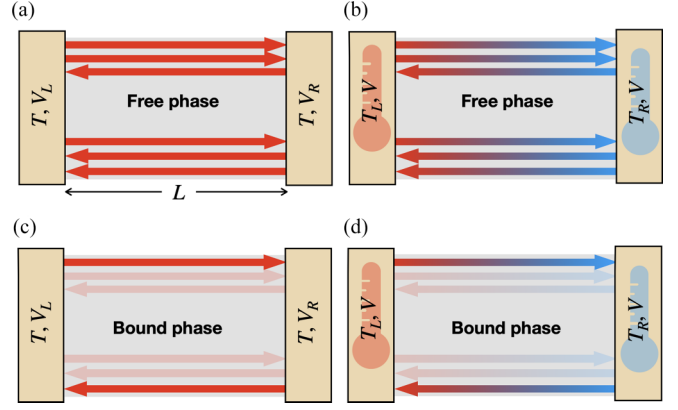 (a)
T, V_L
Free phase
T, V_R
L
(b)
T_L, V
Free phase
T_R, V
(c)
T, V_L
Bound phase
T, V_R
(d)
T_L, V
Bound phase
T_R, V